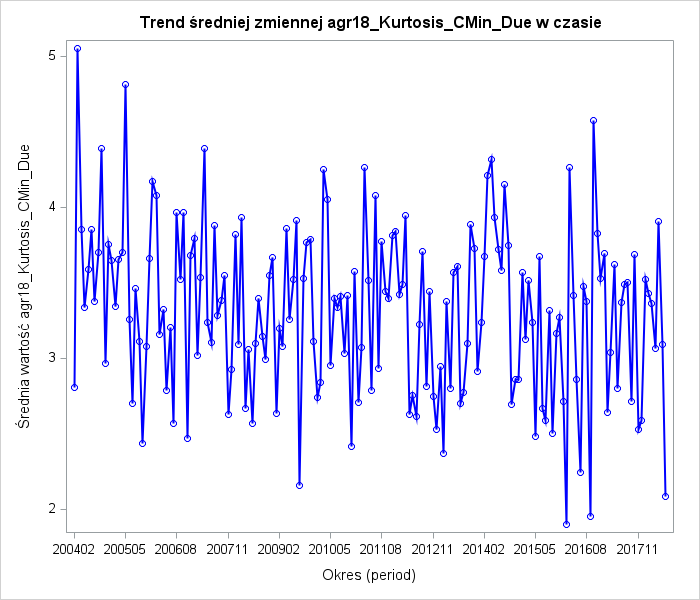 Trend średniej zmiennej agr18_Kurtosis_CMin_Due w czasie
Średnia wartość agr18_Kurtosis_CMin_Due
5
4
3
2
200402 200505 200608 200711 200902 201005 201108 201211 201402 201505 201608 201711
Okres (period)